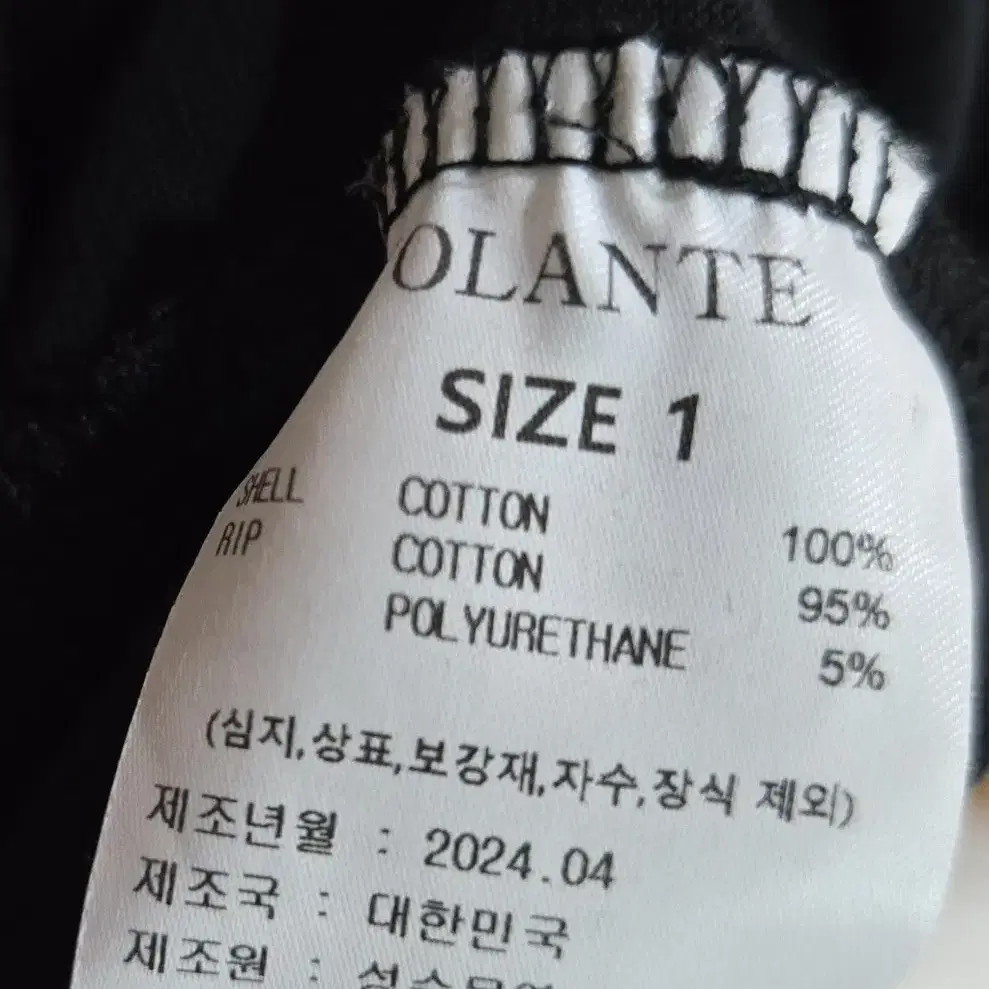 OLANTE
SIZE 1
SHELL COTTON 100%
RIP COTTON 95%
POLYURETHANE 5%
(심지,상표,보강재,자수,장식 제외)
제조년월 : 2024.04
제조국 : 대한민국
제조원 :